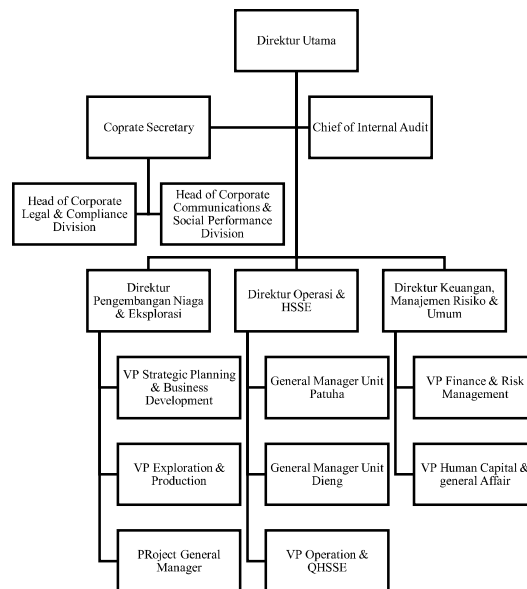 Direktur Utama
Coprate Secretary
Chief of Internal Audit
Head of Corporate
Legal & Compliance
Division
Head of Corporate
Communications &
Social Performance
Division
Direktur
Pengembangan Niaga
& Eksplorasi
Direktur Operasi &
HSSE
Direktur Keuangan,
Manajemen Risiko &
Umum
VP Strategic Planning
& Business
Development
General Manager Unit
Patuha
VP Finance & Risk
Management
VP Exploration &
Production
General Manager Unit
Dieng
VP Human Capital &
general Affair
PRoject General
Manager
VP Operation &
QHSSE